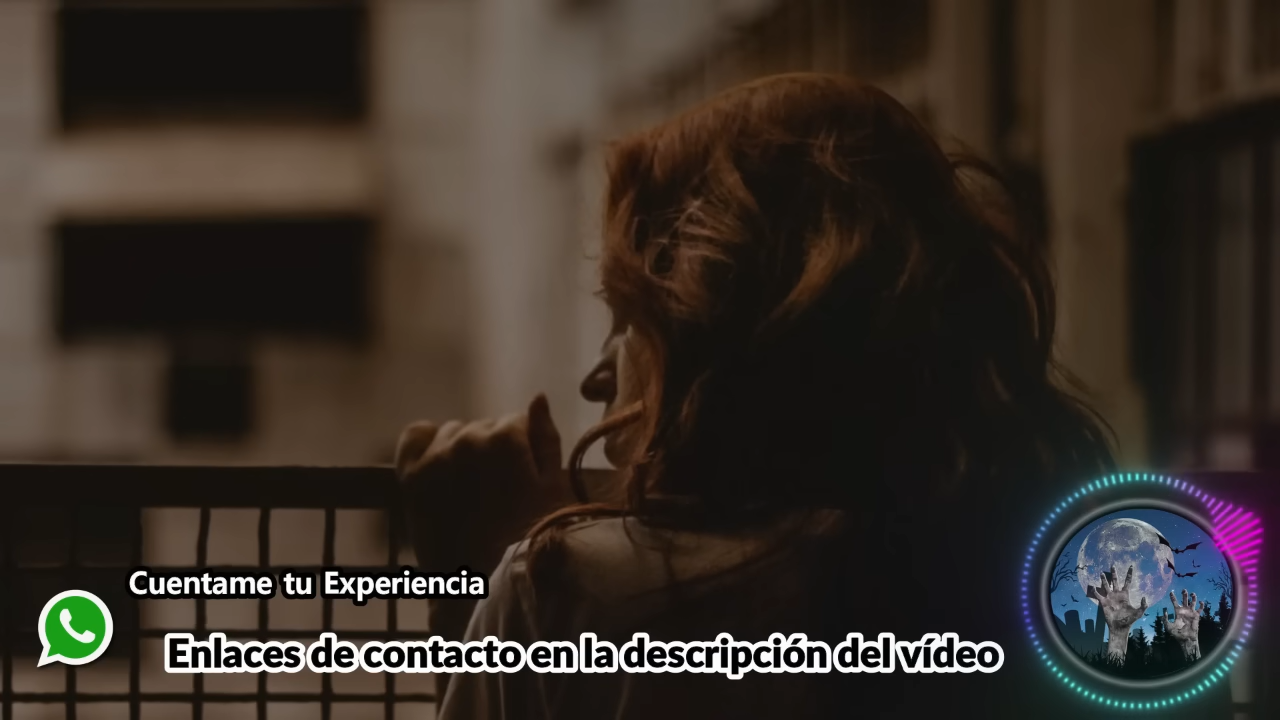 Cuentame tu Experiencia
Enlaces de contacto en la descripción del vídeo